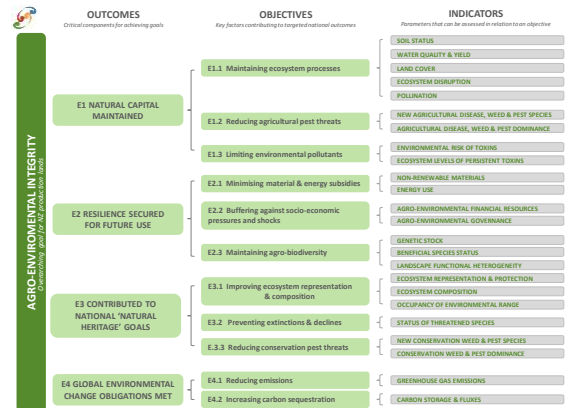 OUTCOMES
Critical components for achieving goals
OBJECTIVES
Key factors contributing to targeted national outcomes
INDICATORS
Parameters that can be assessed in relation to an objective
AGRO-ENVIROMENTAL INTEGRITY
Overarching goal for NZ production lands
E1 NATURAL CAPITAL
MAINTAINED
E1.1 Maintaining ecosystem processes
SOIL STATUS
WATER QUALITY & YIELD
LAND COVER
ECOSYSTEM DISRUPTION
POLLINATION
E1.2 Reducing agricultural pest threats
NEW AGRICULTURAL DISEASE, WEED & PEST SPECIES
AGRICULTURAL DISEASE, WEED & PEST DOMINANCE
E1.3 Limiting environmental pollutants
ENVIRONMENTAL RISK OF TOXINS
ECOSYSTEM LEVELS OF PERSISTENT TOXINS
E2 RESILIENCE SECURED
FOR FUTURE USE
E2.1 Minimising material & energy subsidies
NON-RENEWABLE MATERIALS
ENERGY USE
E2.2 Buffering against socio-economic
pressures and shocks
AGRO-ENVIRONMENTAL FINANCIAL RESOURCES
AGRO-ENVIRONMENTAL GOVERNANCE
E2.3 Maintaining agro-biodiversity
GENETIC STOCK
BENEFICIAL SPECIES STATUS
LANDSCAPE FUNCTIONAL HETEROGENEITY
E3 CONTRIBUTED TO
NATIONAL 'NATURAL
HERITAGE' GOALS
E3.1 Improving ecosystem representation
& composition
ECOSYSTEM REPRESENTATION & PROTECTION
ECOSYSTEM COMPOSITION
OCCUPANCY OF ENVIRONMENTAL RANGE
E3.2 Preventing extinctions & declines
STATUS OF THREATENED SPECIES
E.3.3 Reducing conservation pest threats
NEW CONSERVATION WEED & PEST SPECIES
CONSERVATION WEED & PEST DOMINANCE
E4 GLOBAL ENVIRONMENTAL
CHANGE OBLIGATIONS MET
E4.1 Reducing emissions
GREENHOUSE GAS EMISSIONS
E4.2 Increasing carbon sequestration
CARBON STORAGE & FLUXES